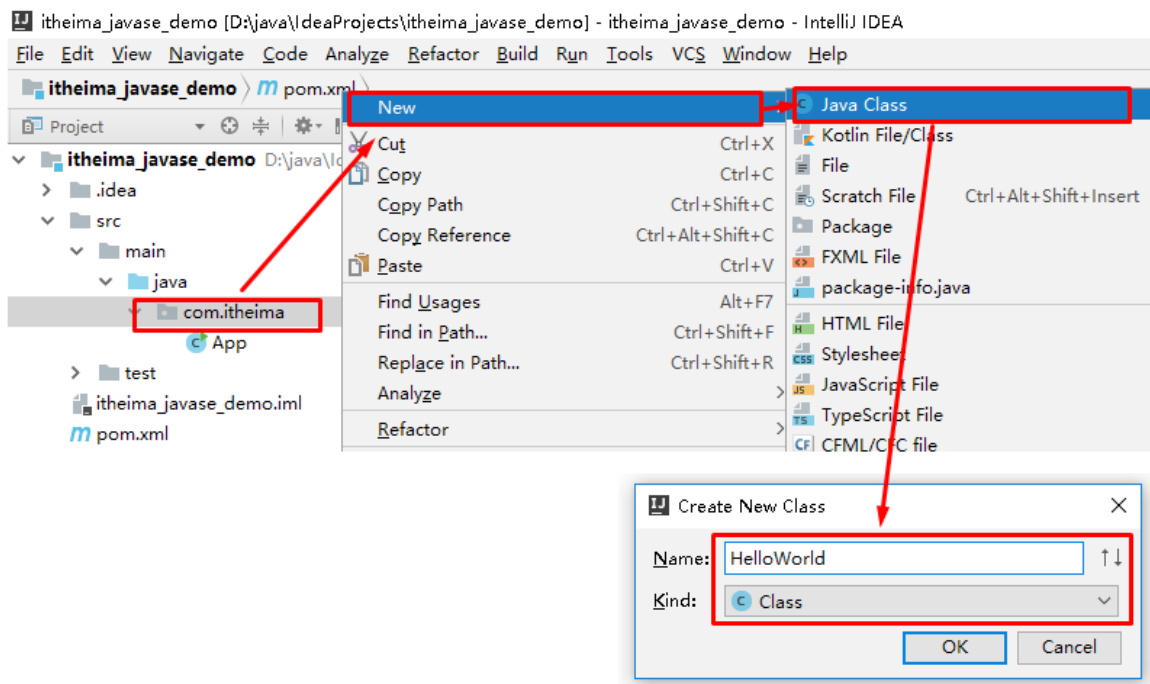 itheima_javase_demo [D:\java\IdeaProjects\itheima_javase_demo] - itheima_javase_demo - IntelliJ IDEA
File Edit View Navigate Code Analyze Refactor Build Run Tools VCS Window Help
itheima_javase_demo m pom.xml
Project
itheima_javase_demo D:\java\Id
.idea
src
main
java
com.itheima
App
test
itheima_javase_demo.iml
m pom.xml
New
Cut Ctrl+X
Copy Ctrl+C
Copy Path Ctrl+Shift+C
Copy Reference Ctrl+Alt+Shift+C
Paste Ctrl+V
Find Usages Alt+F7
Find in Path... Ctrl+Shift+F
Replace in Path... Ctrl+Shift+R
Analyze
Refactor
Java Class
Kotlin File/Class
File
Scratch File Ctrl+Alt+Shift+Insert
Package
FXML File
package-info.java
HTML File
Stylesheet
JavaScript File
TypeScript File
CFML/CFC file
Create New Class
Name: HelloWorld
Kind: Class
OK Cancel